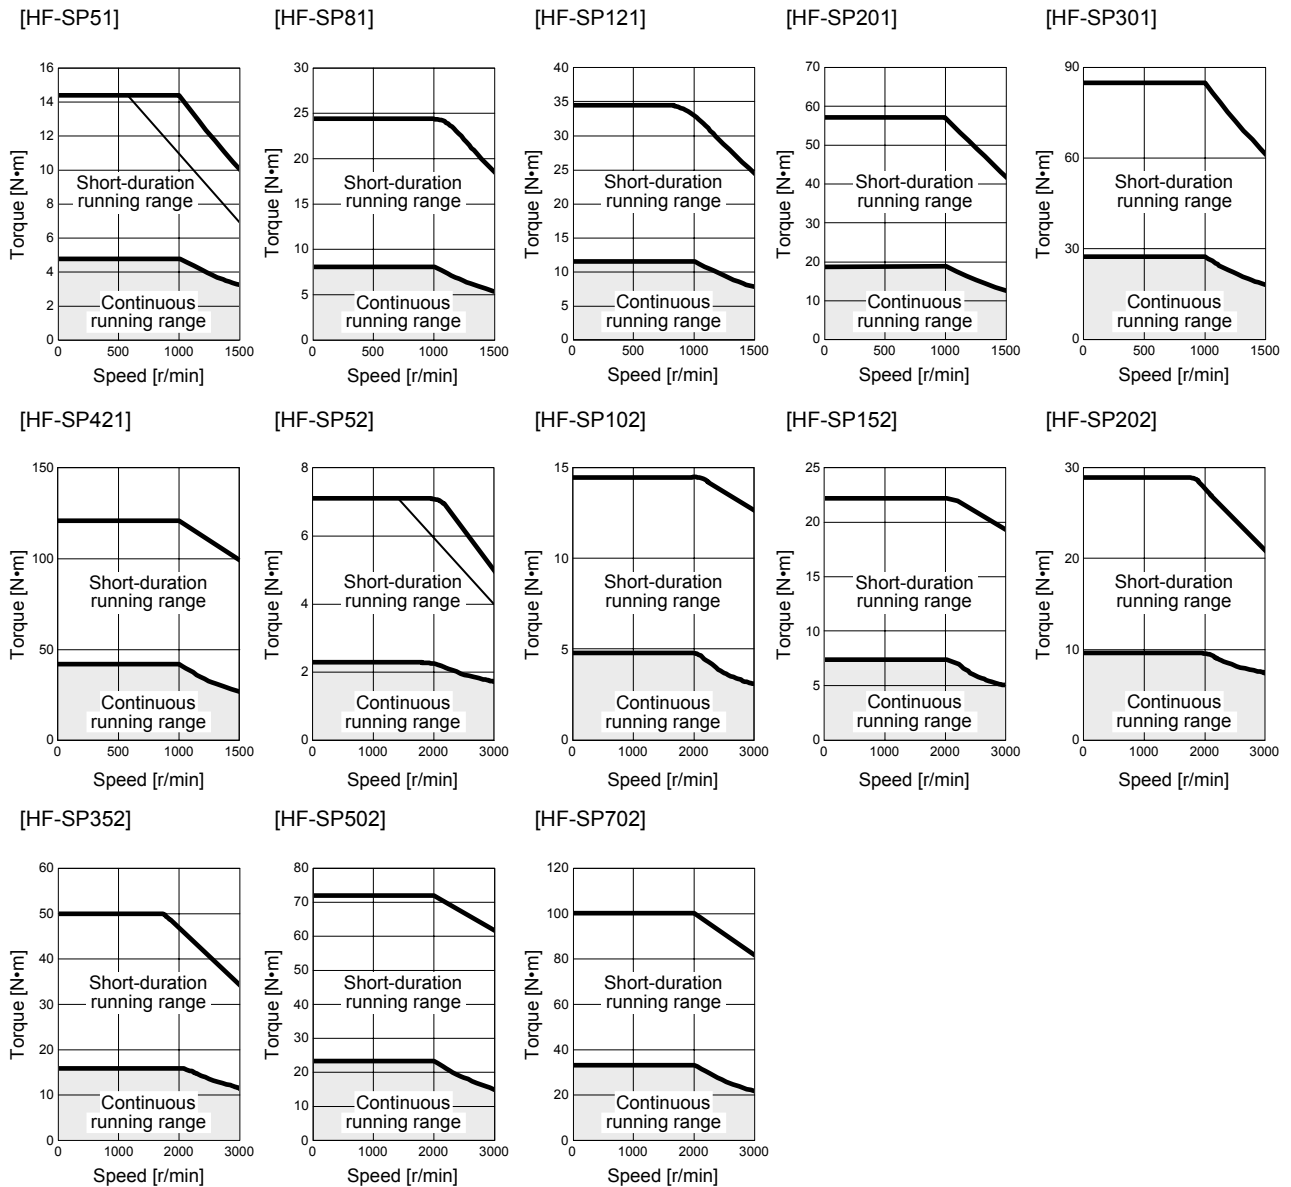 [HF-SP51] [HF-SP81] [HF-SP121] [HF-SP201] [HF-SP301]
Torque [N•m]
16
14
12
10
8
6
4
2
0
Short-duration
running range
Continuous
running range
0 500 1000 1500
Speed [r/min]
Torque [N•m]
30
25
20
15
10
5
0
Short-duration
running range
Continuous
running range
0 500 1000 1500
Speed [r/min]
Torque [N•m]
40
35
30
25
20
15
10
5
0
Short-duration
running range
Continuous
running range
0 500 1000 1500
Speed [r/min]
Torque [N•m]
70
60
50
40
30
20
10
0
Short-duration
running range
Continuous
running range
0 500 1000 1500
Speed [r/min]
Torque [N•m]
90
60
30
0
Short-duration
running range
Continuous
running range
0 500 1000 1500
Speed [r/min]
[HF-SP421] [HF-SP52] [HF-SP102] [HF-SP152] [HF-SP202]
Torque [N•m]
150
100
50
0
Short-duration
running range
Continuous
running range
0 500 1000 1500
Speed [r/min]
Torque [N•m]
8
6
4
2
0
Short-duration
running range
Continuous
running range
0 1000 2000 3000
Speed [r/min]
Torque [N•m]
15
14
5
0
Short-duration
running range
Continuous
running range
0 1000 2000 3000
Speed [r/min]
Torque [N•m]
25
22
15
10
5
0
Short-duration
running range
Continuous
running range
0 1000 2000 3000
Speed [r/min]
Torque [N•m]
30
20
10
0
Short-duration
running range
Continuous
running range
0 1000 2000 3000
Speed [r/min]
[HF-SP352] [HF-SP502] [HF-SP702]
Torque [N•m]
60
50
40
30
20
10
0
Short-duration
running range
Continuous
running range
0 1000 2000 3000
Speed [r/min]
Torque [N•m]
80
70
60
50
40
30
20
10
0
Short-duration
running range
Continuous
running range
0 1000 2000 3000
Speed [r/min]
Torque [N•m]
120
100
80
60
40
20
0
Short-duration
running range
Continuous
running range
0 1000 2000 3000
Speed [r/min]